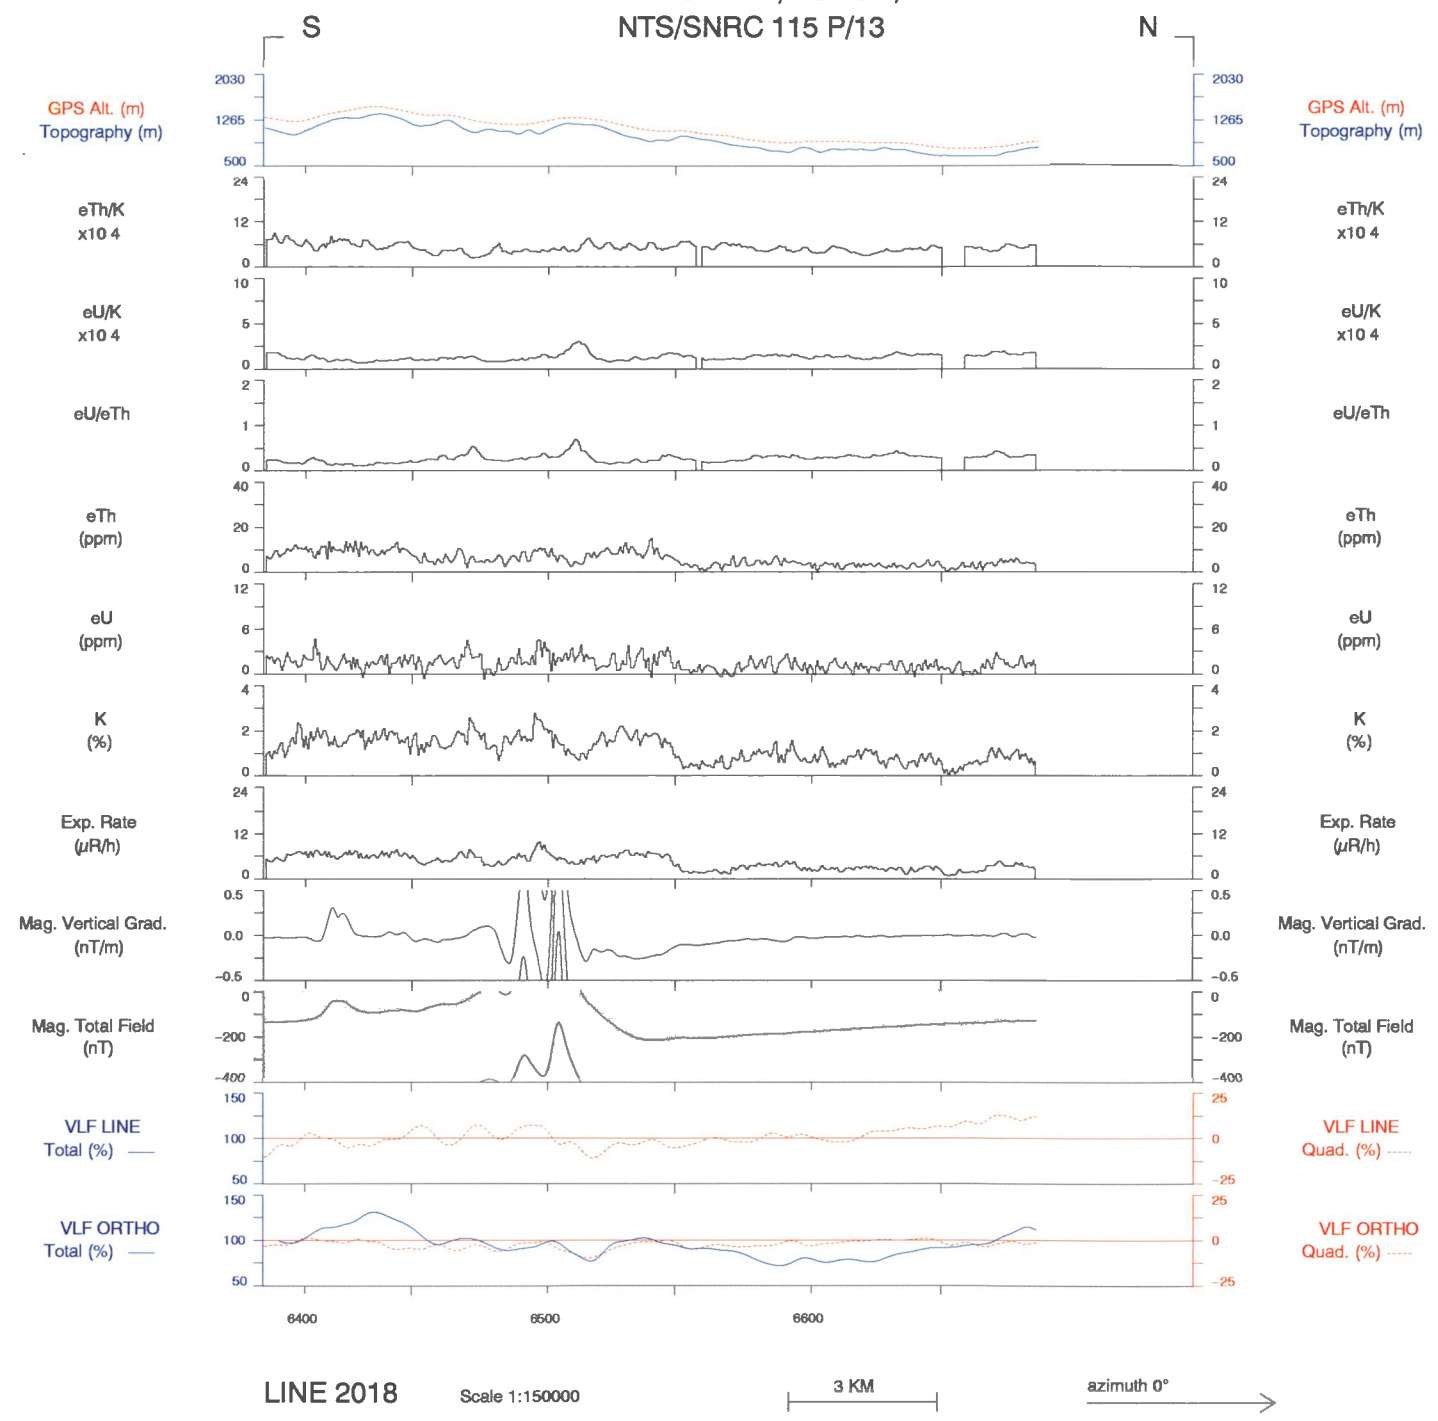 S NTS/SNRC 115 P/13 N
2030 2030
GPS Alt. (m) 1265 1265 GPS Alt. (m)
Topography (m) Topography (m)
500 500
24 24
eTh/K 12 12 eTh/K
x10 4 x10 4
0 0
10 10
eU/K 5 5 eU/K
x10 4 x10 4
0 0
2 2
eU/eTh 1 1 eU/eTh
0 0
40 40
eTh 20 20 eTh
(ppm) (ppm)
0 0
12 12
eU 6 6 eU
(ppm) (ppm)
0 0
4 4
K 2 2 K
(%) (%)
0 0
24 24
Exp. Rate 12 12 Exp. Rate
(µR/h) (µR/h)
0 0
0.5 0.5
Mag. Vertical Grad. 0.0 0.0 Mag. Vertical Grad.
(nT/m) (nT/m)
-0.5 -0.5
0 0
Mag. Total Field -200 -200 Mag. Total Field
(nT) (nT)
-400 -400
150 25
VLF LINE 100 0 VLF LINE
Total (%) Quad. (%)
50 -25
150 25
VLF ORTHO 100 0 VLF ORTHO
Total (%) Quad. (%)
50 -25
6400 6500 6600
LINE 2018 Scale 1:150000 3 KM azimuth 0°